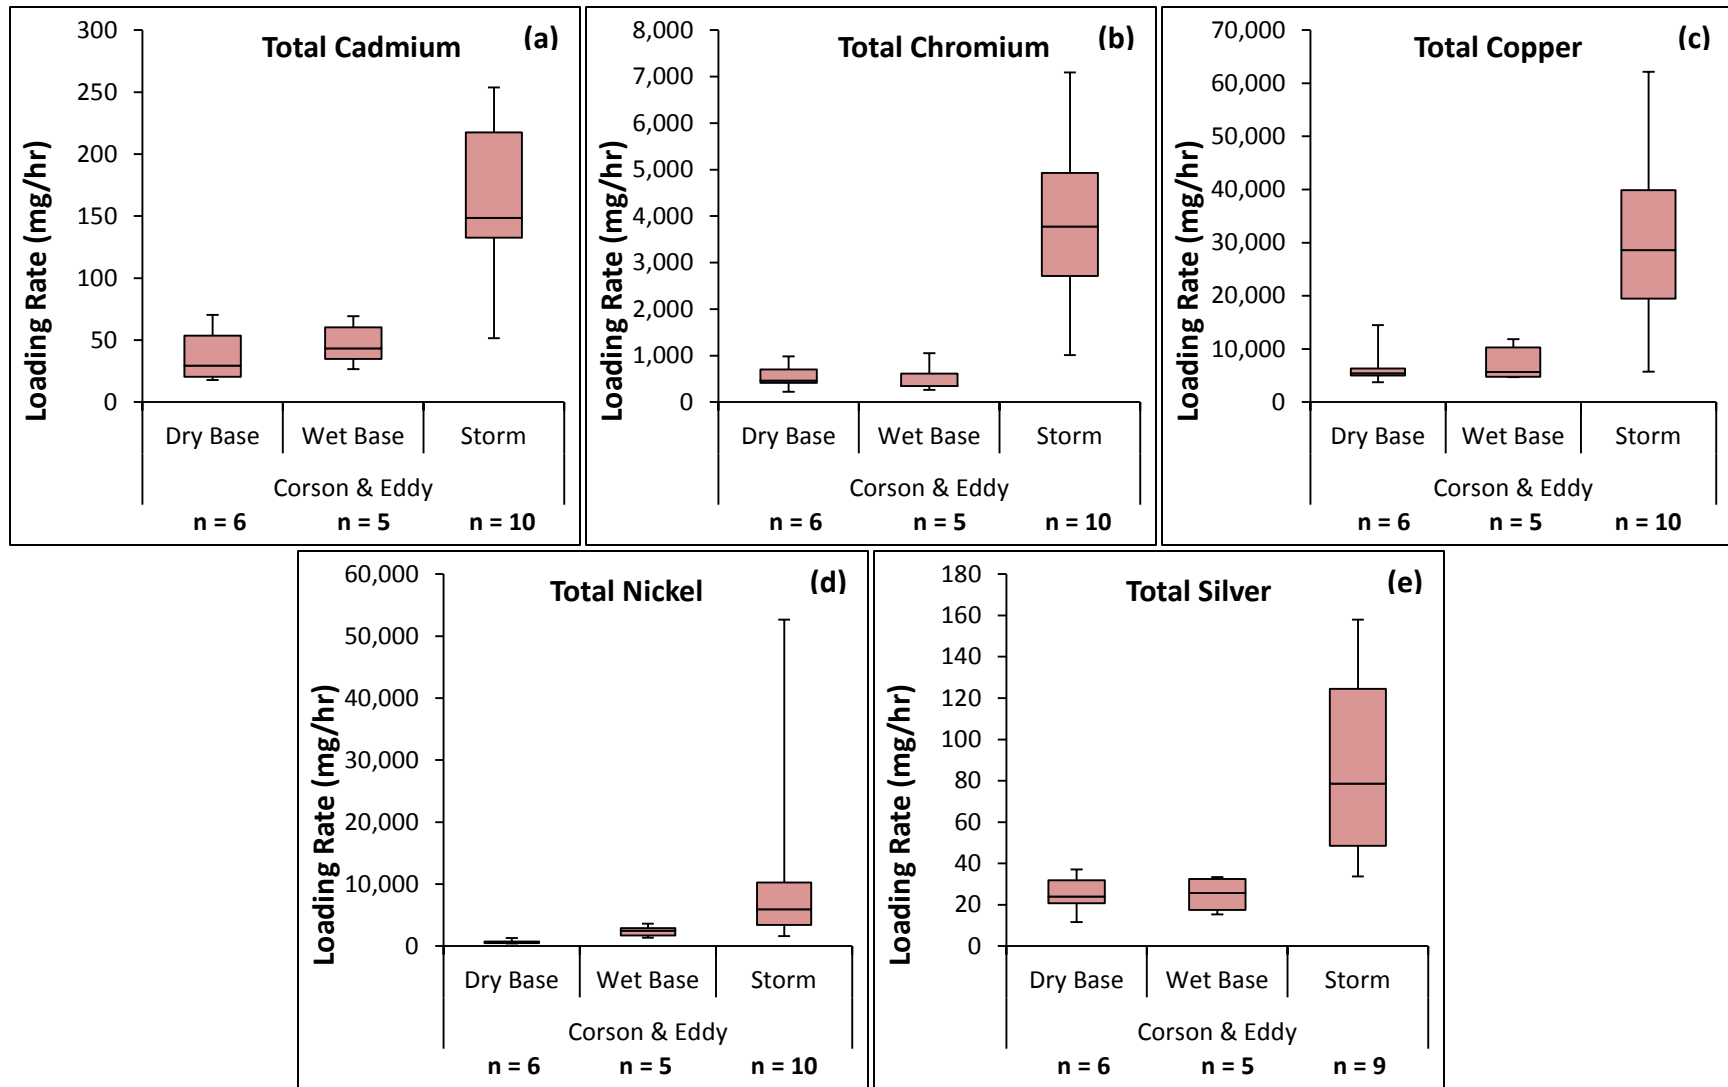 Total Cadmium (a)
Loading Rate (mg/hr)
300
250
200
150
100
50
0
Dry Base Wet Base Storm
Corson & Eddy
n = 6 n = 5 n = 10
Total Chromium (b)
Loading Rate (mg/hr)
8,000
7,000
6,000
5,000
4,000
3,000
2,000
1,000
0
Dry Base Wet Base Storm
Corson & Eddy
n = 6 n = 5 n = 10
Total Copper (c)
Loading Rate (mg/hr)
70,000
60,000
50,000
40,000
30,000
20,000
10,000
0
Dry Base Wet Base Storm
Corson & Eddy
n = 6 n = 5 n = 10
Total Nickel (d)
Loading Rate (mg/hr)
60,000
50,000
40,000
30,000
20,000
10,000
0
Dry Base Wet Base Storm
Corson & Eddy
n = 6 n = 5 n = 10
Total Silver (e)
Loading Rate (mg/hr)
180
160
140
120
100
80
60
40
20
0
Dry Base Wet Base Storm
Corson & Eddy
n = 6 n = 5 n = 9